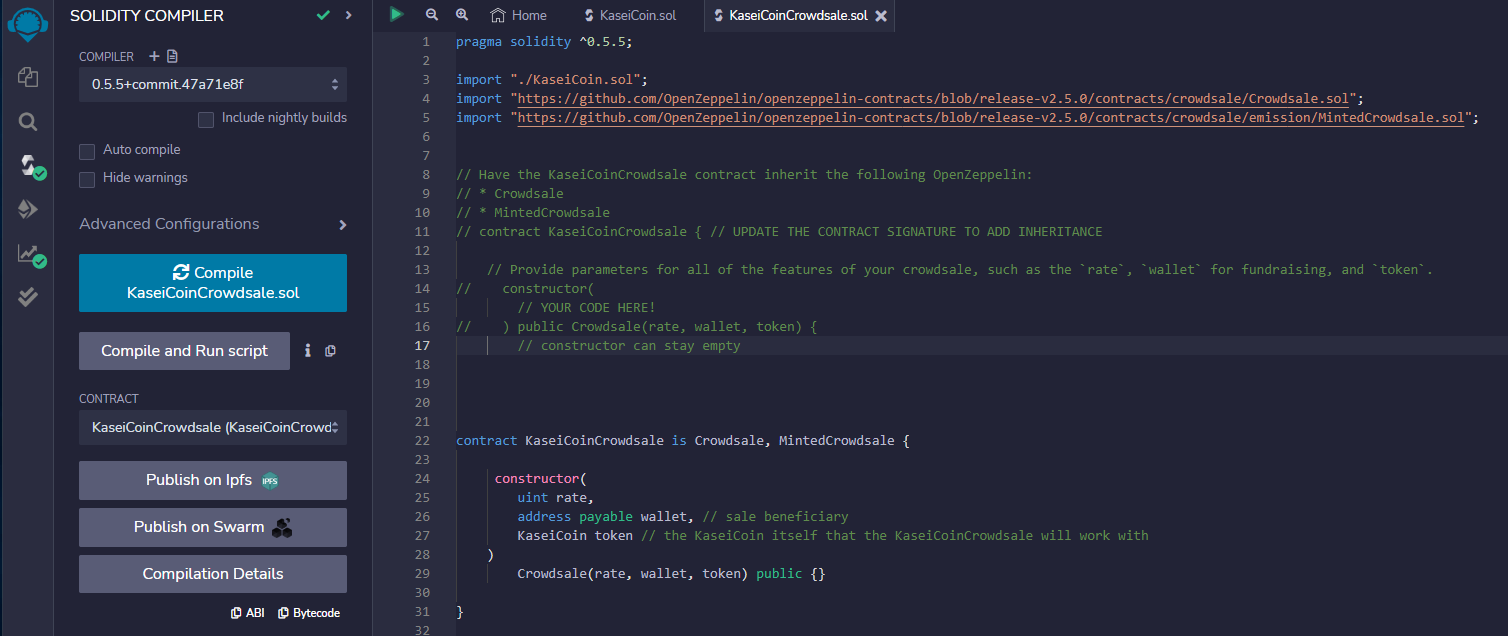 SOLIDITY COMPILER
COMPILER
0.5.5+commit.47a71e8f
Include nightly builds
Auto compile
Hide warnings
Advanced Configurations
Compile
KaseiCoinCrowdsale.sol
Compile and Run script
i
CONTRACT
KaseiCoinCrowdsale (KaseiCoinCrowd
Publish on Ipfs IPFS
Publish on Swarm
Compilation Details
ABI Bytecode
Home KaseiCoin.sol KaseiCoinCrowdsale.sol
1 pragma solidity ^0.5.5;
2
3 import "./KaseiCoin.sol";
4 import "https://github.com/OpenZeppelin/openzeppelin-contracts/blob/release-v2.5.0/contracts/crowdsale/Crowdsale.sol";
5 import "https://github.com/OpenZeppelin/openzeppelin-contracts/blob/release-v2.5.0/contracts/crowdsale/emission/MintedCrowdsale.sol";
6
7
8 // Have the KaseiCoinCrowdsale contract inherit the following OpenZeppelin:
9 // * Crowdsale
10 // * MintedCrowdsale
11 // contract KaseiCoinCrowdsale { // UPDATE THE CONTRACT SIGNATURE TO ADD INHERITANCE
12
13 // Provide parameters for all of the features of your crowdsale, such as the `rate`, `wallet` for fundraising, and `token`.
14 // constructor(
15 // YOUR CODE HERE!
16 // ) public Crowdsale(rate, wallet, token) {
17 // constructor can stay empty
18
19
20
21
22 contract KaseiCoinCrowdsale is Crowdsale, MintedCrowdsale {
23
24 constructor(
25 uint rate,
26 address payable wallet, // sale beneficiary
27 KaseiCoin token // the KaseiCoin itself that the KaseiCoinCrowdsale will work with
28 )
29 Crowdsale(rate, wallet, token) public {}
30
31 }
32